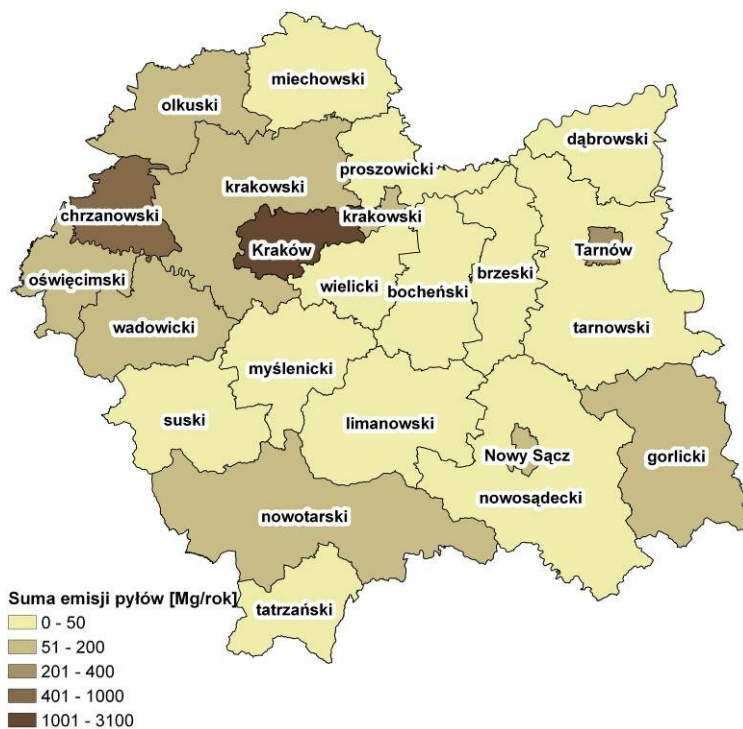 miechowski
olkuski
dąbrowski
proszowicki
krakowski
chrzanowski
krakowski
Kraków
Tarnów
oświęcimski
wielicki
bocheński
brzeski
wadowicki
tarnowski
myślenicki
suski
limanowski
Nowy Sącz
gorlicki
nowosądecki
nowotarski
tatrzański
Suma emisji pyłów [Mg/rok]
0 - 50
51 - 200
201 - 400
401 - 1000
1001 - 3100